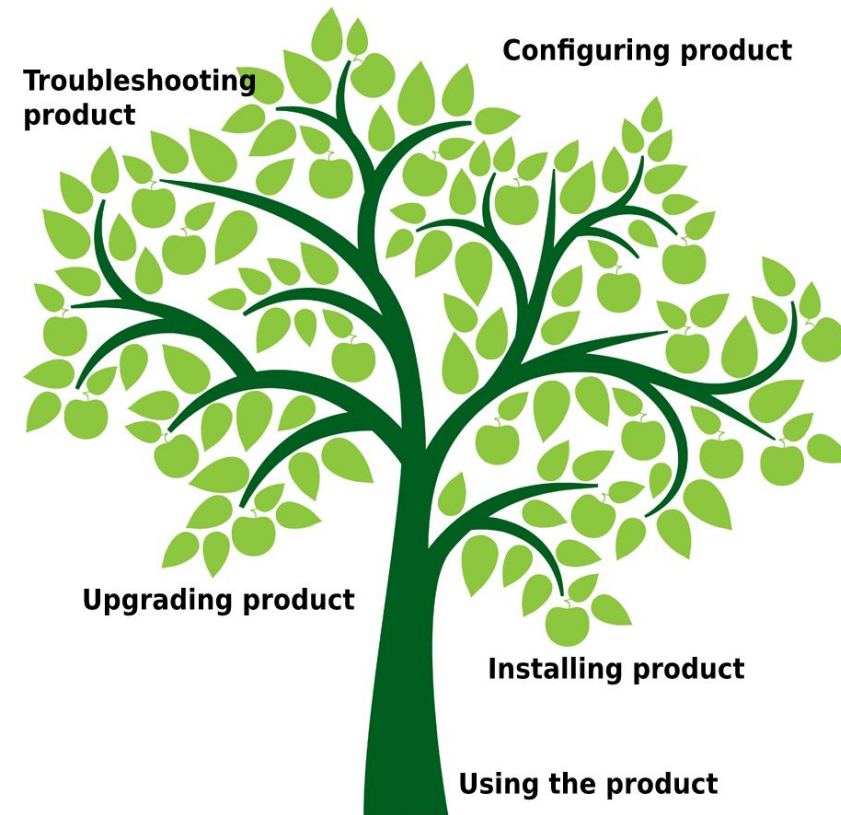 Configuring product
Troubleshooting
product
Upgrading product
Installing product
Using the product